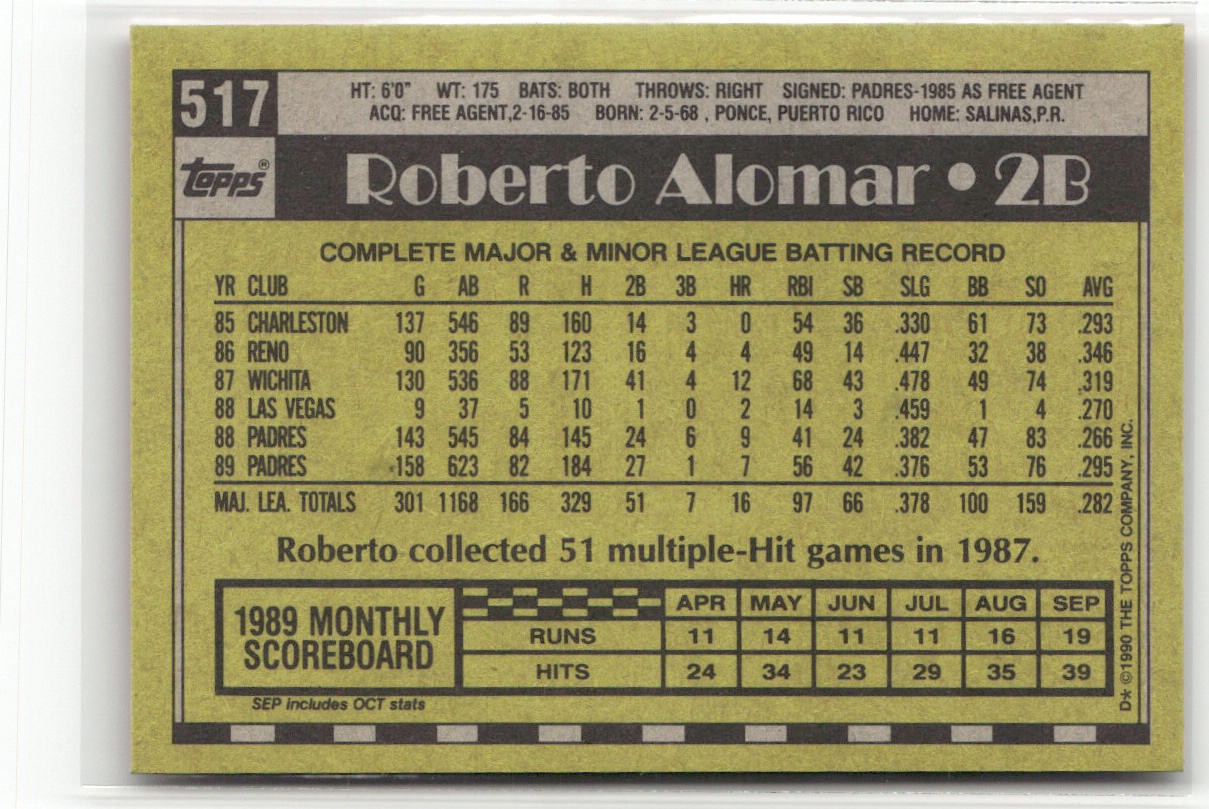 517
HT: 6'0" WT: 175 BATS: BOTH THROWS: RIGHT SIGNED: PADRES-1985 AS FREE AGENT
ACQ: FREE AGENT,2-16-85 BORN: 2-5-68 , PONCE, PUERTO RICO HOME: SALINAS,P.R.
topps®
Roberto Alomar • 2B
COMPLETE MAJOR & MINOR LEAGUE BATTING RECORD
YR CLUB G AB R H 2B 3B HR RBI SB SLG BB SO AVG
85 CHARLESTON 137 546 89 160 14 3 0 54 36 .330 61 73 .293
86 RENO 90 356 53 123 16 4 4 49 14 .447 32 38 .346
87 WICHITA 130 536 88 171 41 4 12 68 43 .478 49 74 .319
88 LAS VEGAS 9 37 5 10 1 0 2 14 3 .459 1 4 .270
88 PADRES 143 545 84 145 24 6 9 41 24 .382 47 83 .266
89 PADRES 158 623 82 184 27 1 7 56 42 .376 53 76 .295
MAJ. LEA. TOTALS 301 1168 166 329 51 7 16 97 66 .378 100 159 .282
Roberto collected 51 multiple-Hit games in 1987.
1989 MONTHLY
SCOREBOARD
APR MAY JUN JUL AUG SEP
RUNS 11 14 11 11 16 19
HITS 24 34 23 29 35 39
SEP includes OCT stats
D* ©1990 THE TOPPS COMPANY, INC.